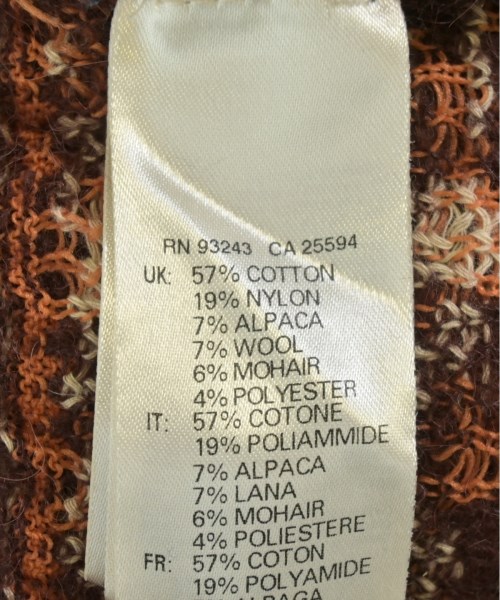 RN 93243 CA 25594
UK: 57% COTTON
19% NYLON
7% ALPACA
7% WOOL
6% MOHAIR
4% POLYESTER
IT: 57% COTONE
19% POLIAMMIDE
7% ALPACA
7% LANA
6% MOHAIR
4% POLIESTERE
FR: 57% COTON
19% POLYAMIDE
ALPAGA